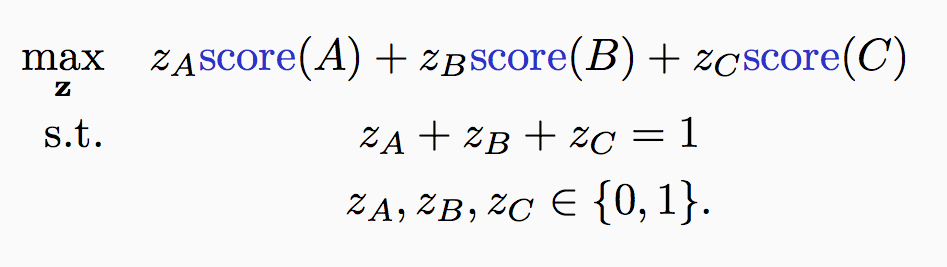 max z z_A score(A) + z_B score(B) + z_C score(C)
s.t. z_A + z_B + z_C = 1
z_A, z_B, z_C ∈ {0, 1}.